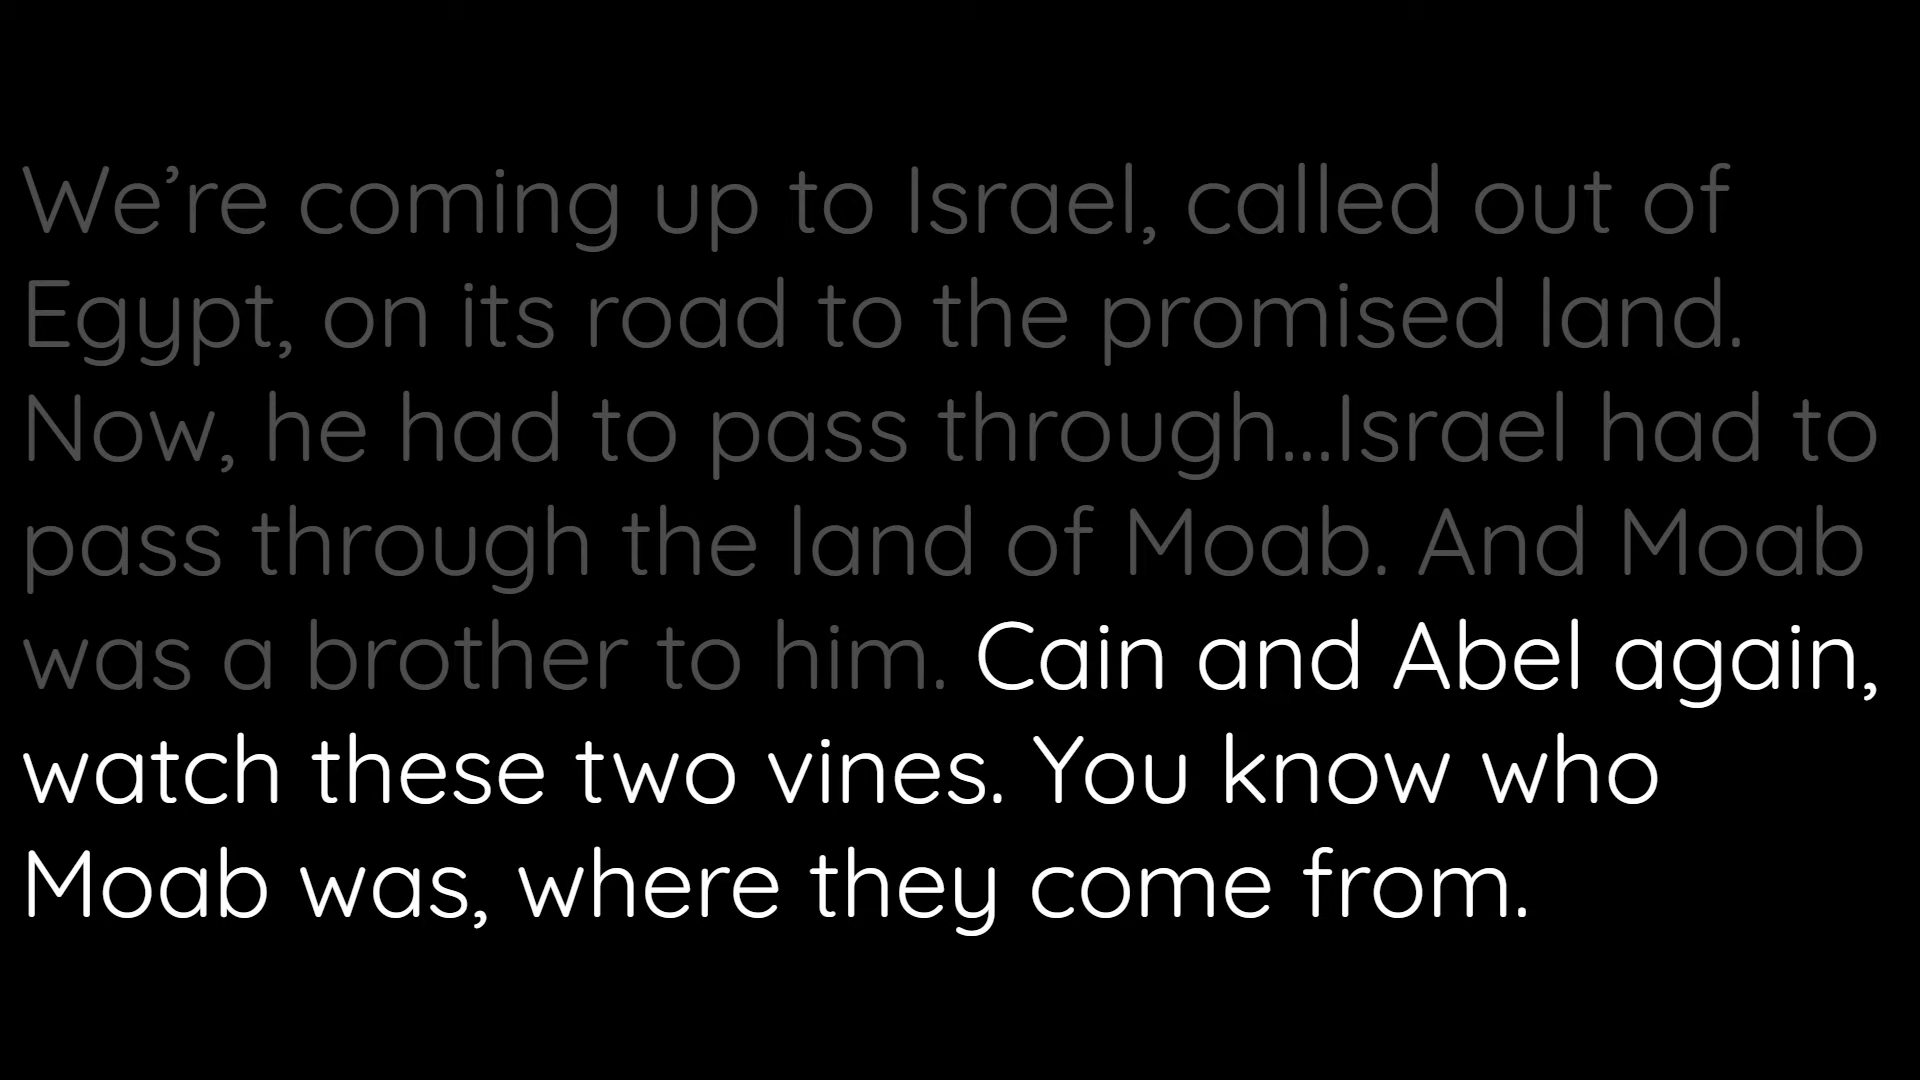 We’re coming up to Israel, called out of
Egypt, on its road to the promised land.
Now, he had to pass through...Israel had to
pass through the land of Moab. And Moab
was a brother to him. Cain and Abel again,
watch these two vines. You know who
Moab was, where they come from.